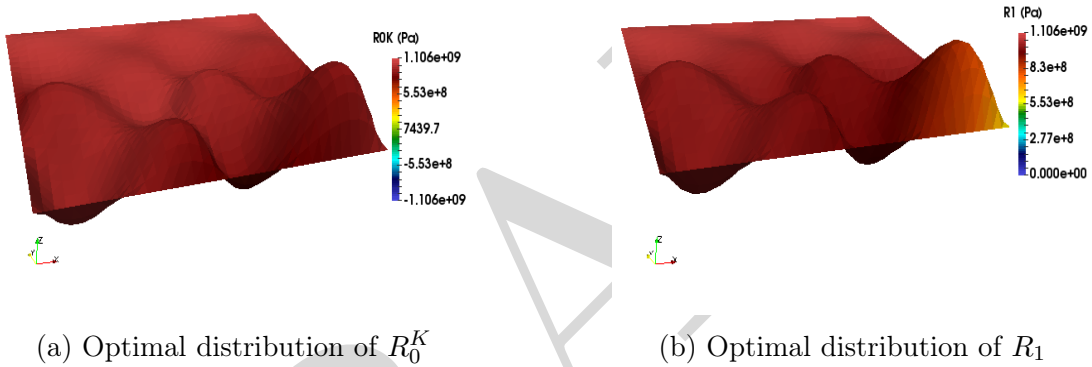 R0K (Pa)
1.106e+09
5.53e+8
7439.7
-5.53e+8
-1.106e+09
Z
Y
X
R1 (Pa)
1.106e+09
8.3e+8
5.53e+8
2.77e+8
0.000e+00
Z
Y
X
(a) Optimal distribution of $R_0^K$
(b) Optimal distribution of $R_1$